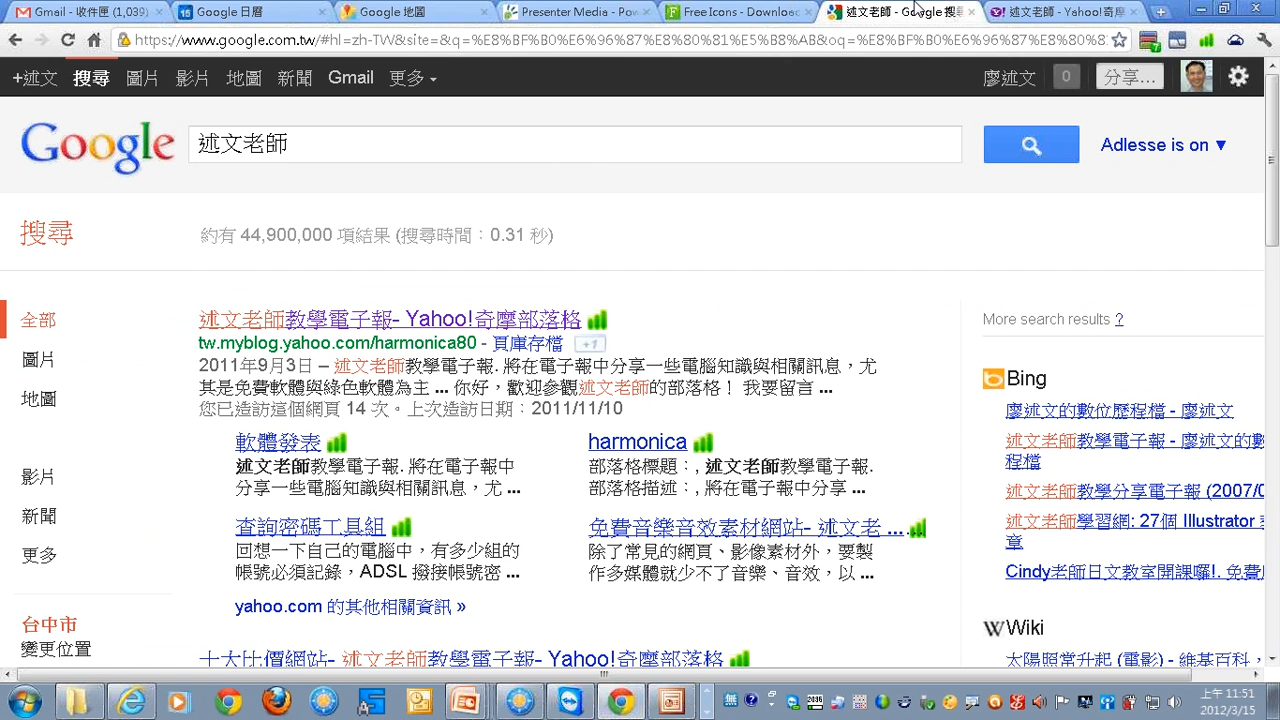 Gmail - 收件匣 (1,039)
Google 日曆
Google 地圖
Presenter Media - Pow
Free Icons - Download
述文老師 - Google 搜尋
述文老師 - Yahoo!奇摩
https://www.google.com.tw/#hl=zh-TW&site=&q=%E8%BF%B0%E6%96%87%E8%80%81%E5%B8%AB&oq=%E8%BF%B0%E6%96%87%E8%80%8
+述文 搜尋 圖片 影片 地圖 新聞 Gmail 更多
廖述文 0 分享...
Google
述文老師
Adlesse is on ▼
搜尋
約有 44,900,000 項結果 (搜尋時間：0.31 秒)
全部
圖片
地圖
影片
新聞
更多
台中市
變更位置
述文老師教學電子報- Yahoo!奇摩部落格
tw.myblog.yahoo.com/harmonica80 - 頁庫存檔 +1
2011年9月3日 – 述文老師教學電子報. 將在電子報中分享一些電腦知識與相關訊息，尤
其是免費軟體與綠色軟體為主 ... 你好，歡迎參觀述文老師的部落格！ 我要留言 ...
您已造訪這個網頁 14 次。上次造訪日期：2011/11/10
軟體發表
述文老師教學電子報. 將在電子報中
分享一些電腦知識與相關訊息，尤 ...
harmonica
部落格標題：, 述文老師教學電子報.
部落格描述：, 將在電子報中分享 ...
查詢密碼工具組
回想一下自己的電腦中，有多少組的
帳號必須記錄，ADSL 撥接帳號密 ...
免費音樂音效素材網站- 述文老 ...
除了常見的網頁、影像素材外，要製
作多媒體就少不了音樂、音效，以 ...
yahoo.com 的其他相關資訊 »
十大比價網站- 述文老師教學電子報- Yahoo!奇摩部落格
More search results ?
Bing
廖述文的數位歷程檔 - 廖述文
述文老師教學電子報 - 廖述文的數
程檔
述文老師教學分享電子報 (2007/0
述文老師學習網: 27個 Illustrator
章
Cindy老師日文教室開課囉!. 免費
Wiki
太陽照常升起 (電影) - 維基百科，
上午 11:51
2012/3/15